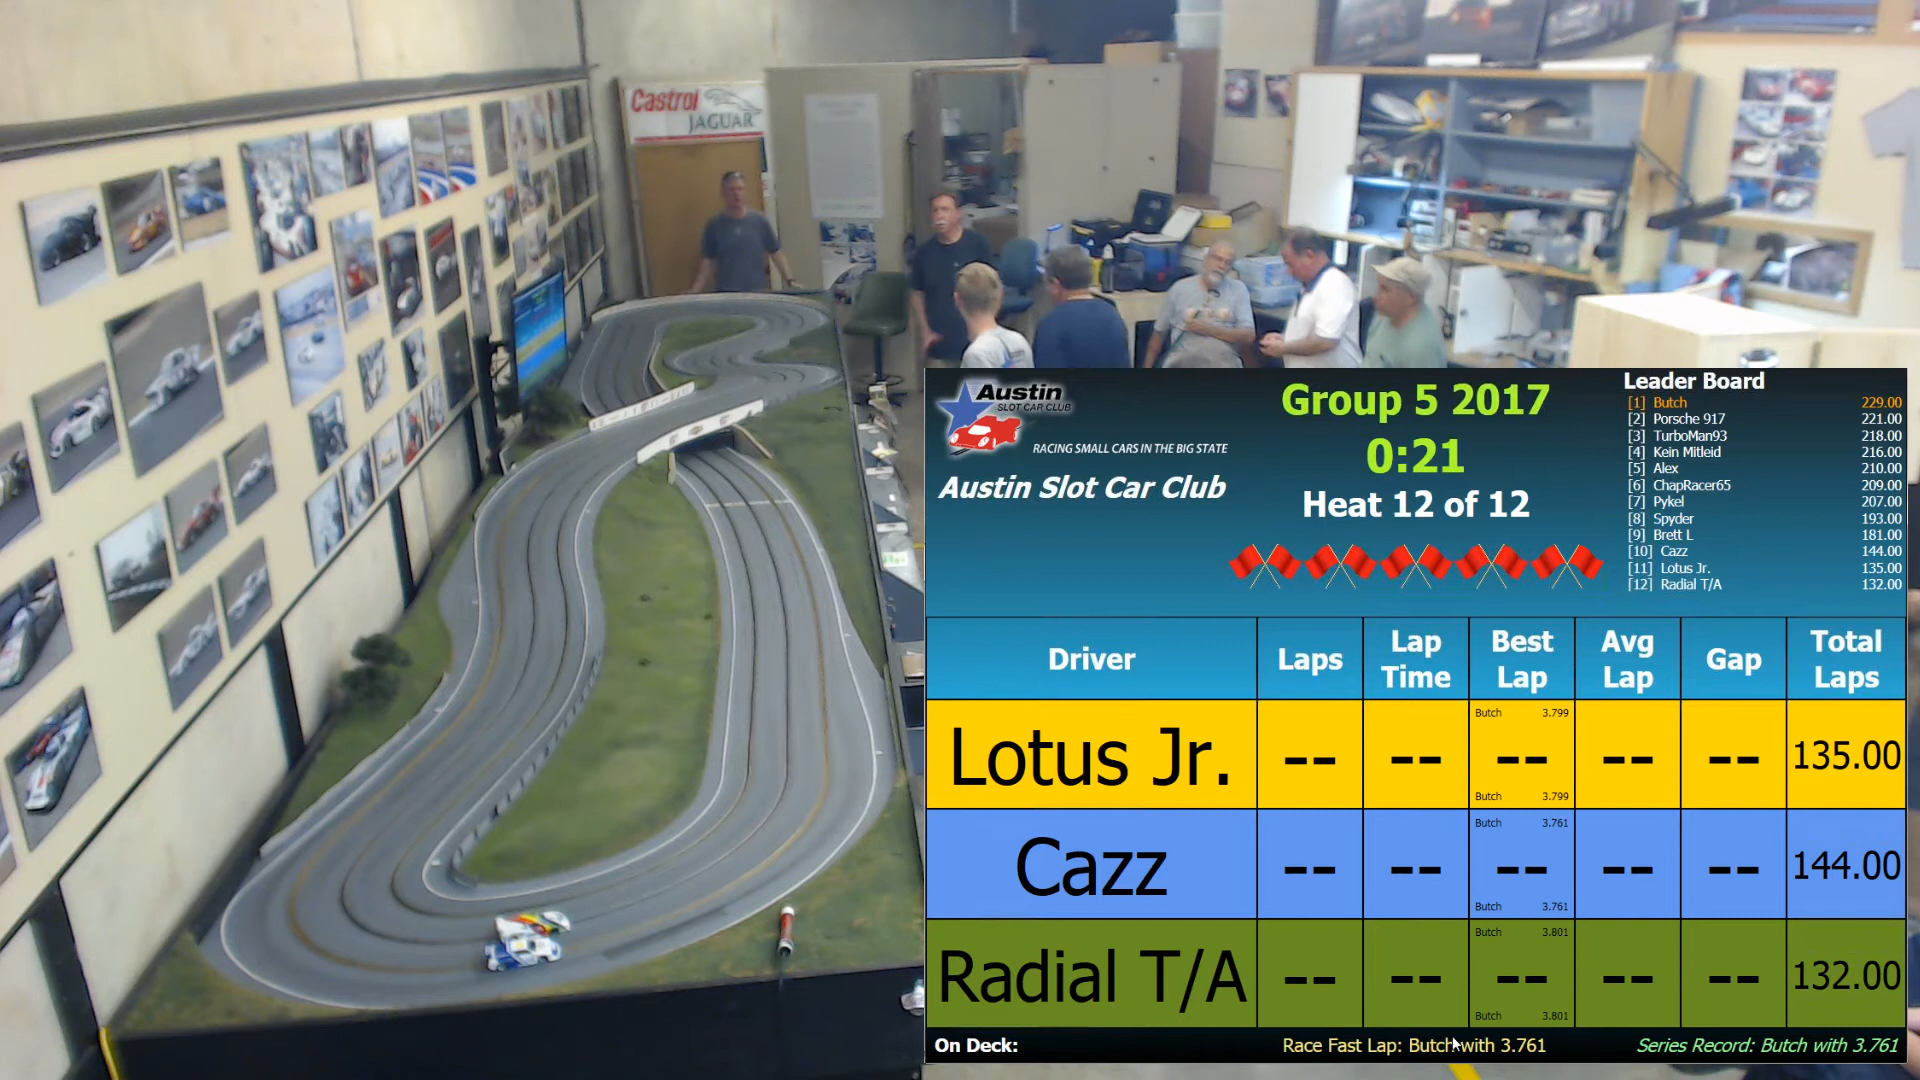 Castrol
JAGUAR
Austin
SLOT CAR CLUB
RACING SMALL CARS IN THE BIG STATE
Austin Slot Car Club
Group 5 2017
0:21
Heat 12 of 12
Leader Board
[1] Butch 229.00
[2] Porsche 917 221.00
[3] TurboMan93 218.00
[4] Kein Mitleid 216.00
[5] Alex 210.00
[6] ChapRacer65 209.00
[7] Pykel 207.00
[8] Spyder 193.00
[9] Brett L 181.00
[10] Cazz 144.00
[11] Lotus Jr. 135.00
[12] Radial T/A 132.00
Driver Laps Lap Time Best Lap Avg Lap Gap Total Laps
Butch 3.799
Lotus Jr. -- -- -- -- -- 135.00
Butch 3.799
Butch 3.761
Cazz -- -- -- -- -- 144.00
Butch 3.761
Butch 3.801
Radial T/A -- -- -- -- -- 132.00
Butch 3.801
On Deck: Race Fast Lap: Butch with 3.761 Series Record: Butch with 3.761